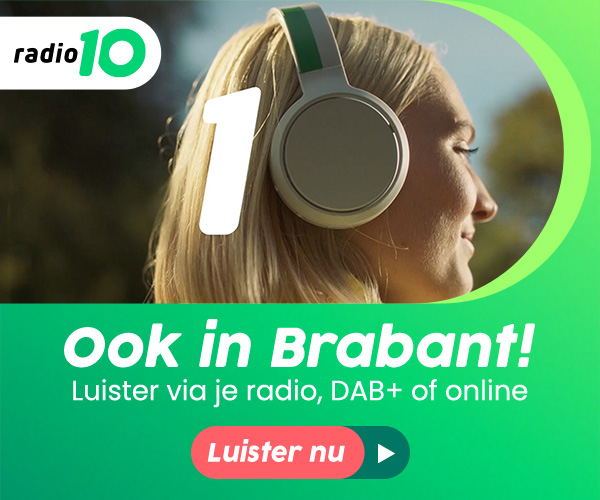 radio10
1
Ook in Brabant!
Luister via je radio, DAB+ of online
Luister nu